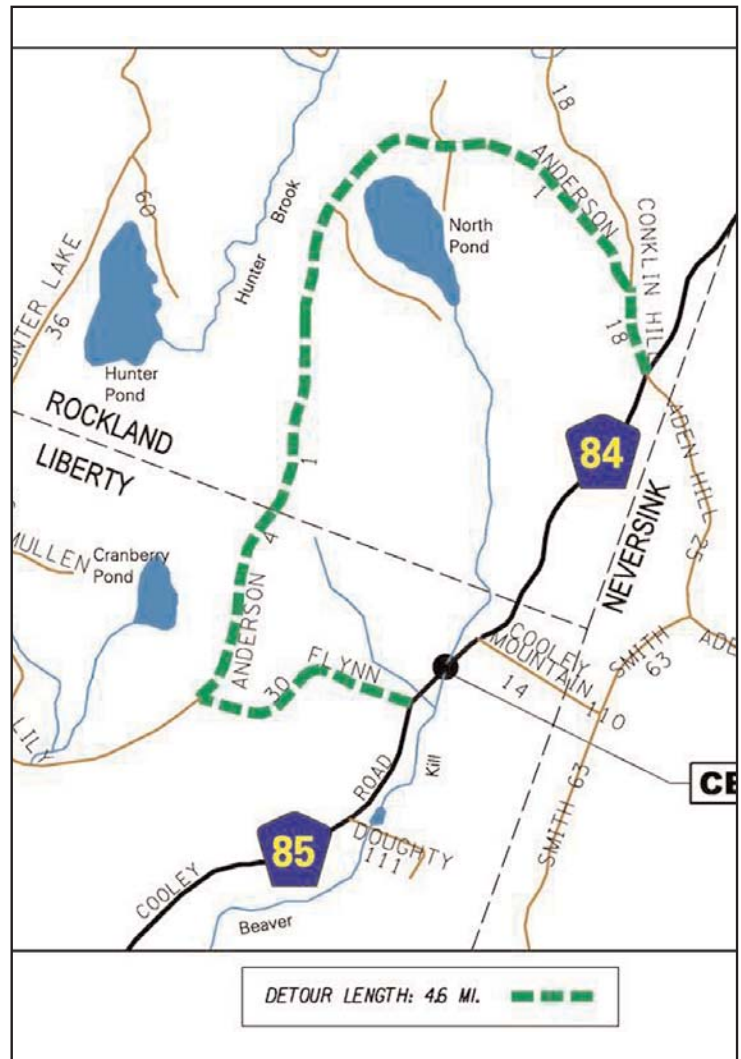 18
ANDERSON
1
CONKLIN HILL
18
60
Hunter
Brook
North
Pond
UNTER LAKE
36
Hunter
Pond
ROCKLAND
LIBERTY
1
4
84
ADEN HILL
25
NEVERSINK
MULLEN
Cranberry
Pond
ANDERSON
FLYNN
30
COOLEY
MOUNTAIN
14
110
SMITH
63
ADE
LILY
SMITH 63
Kill
ROAD
85
DOUGHTY
111
COOLEY
Beaver
DETOUR LENGTH: 4.6 MI.